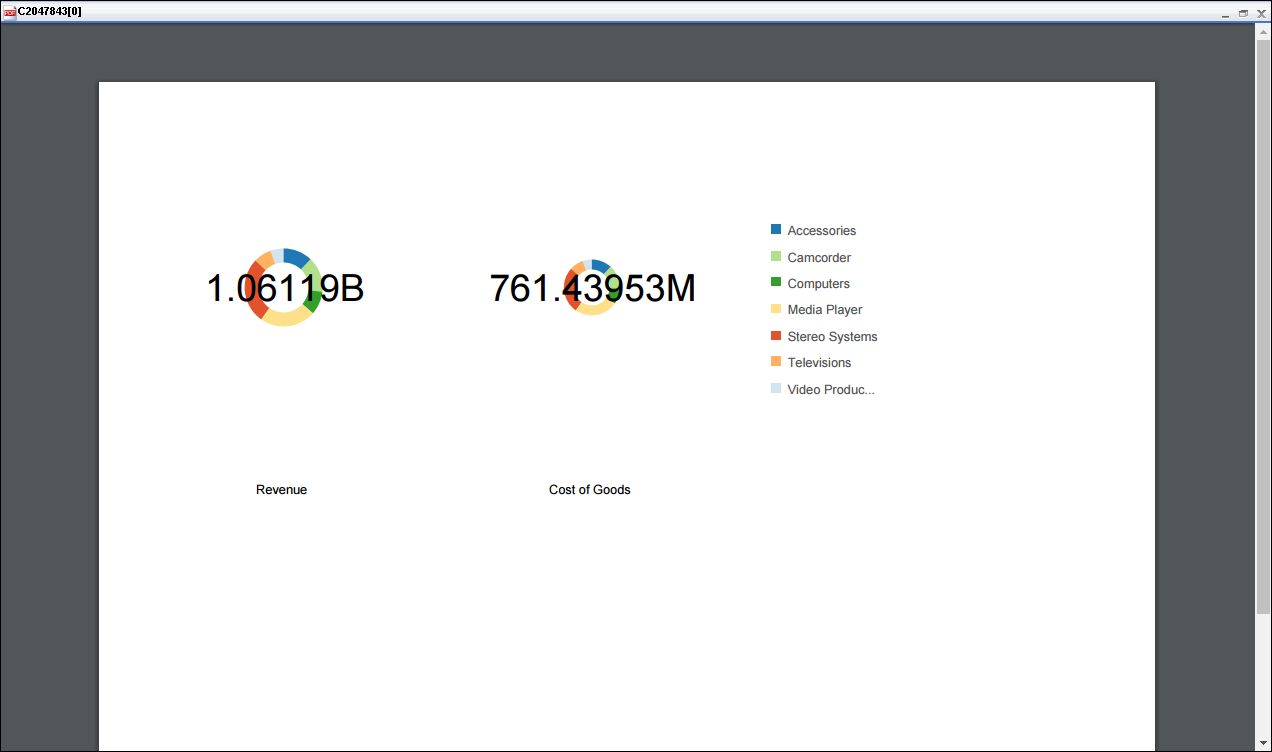 C2047843[0]
1.06119B
761.43953M
Accessories
Camcorder
Computers
Media Player
Stereo Systems
Televisions
Video Produc...
Revenue
Cost of Goods